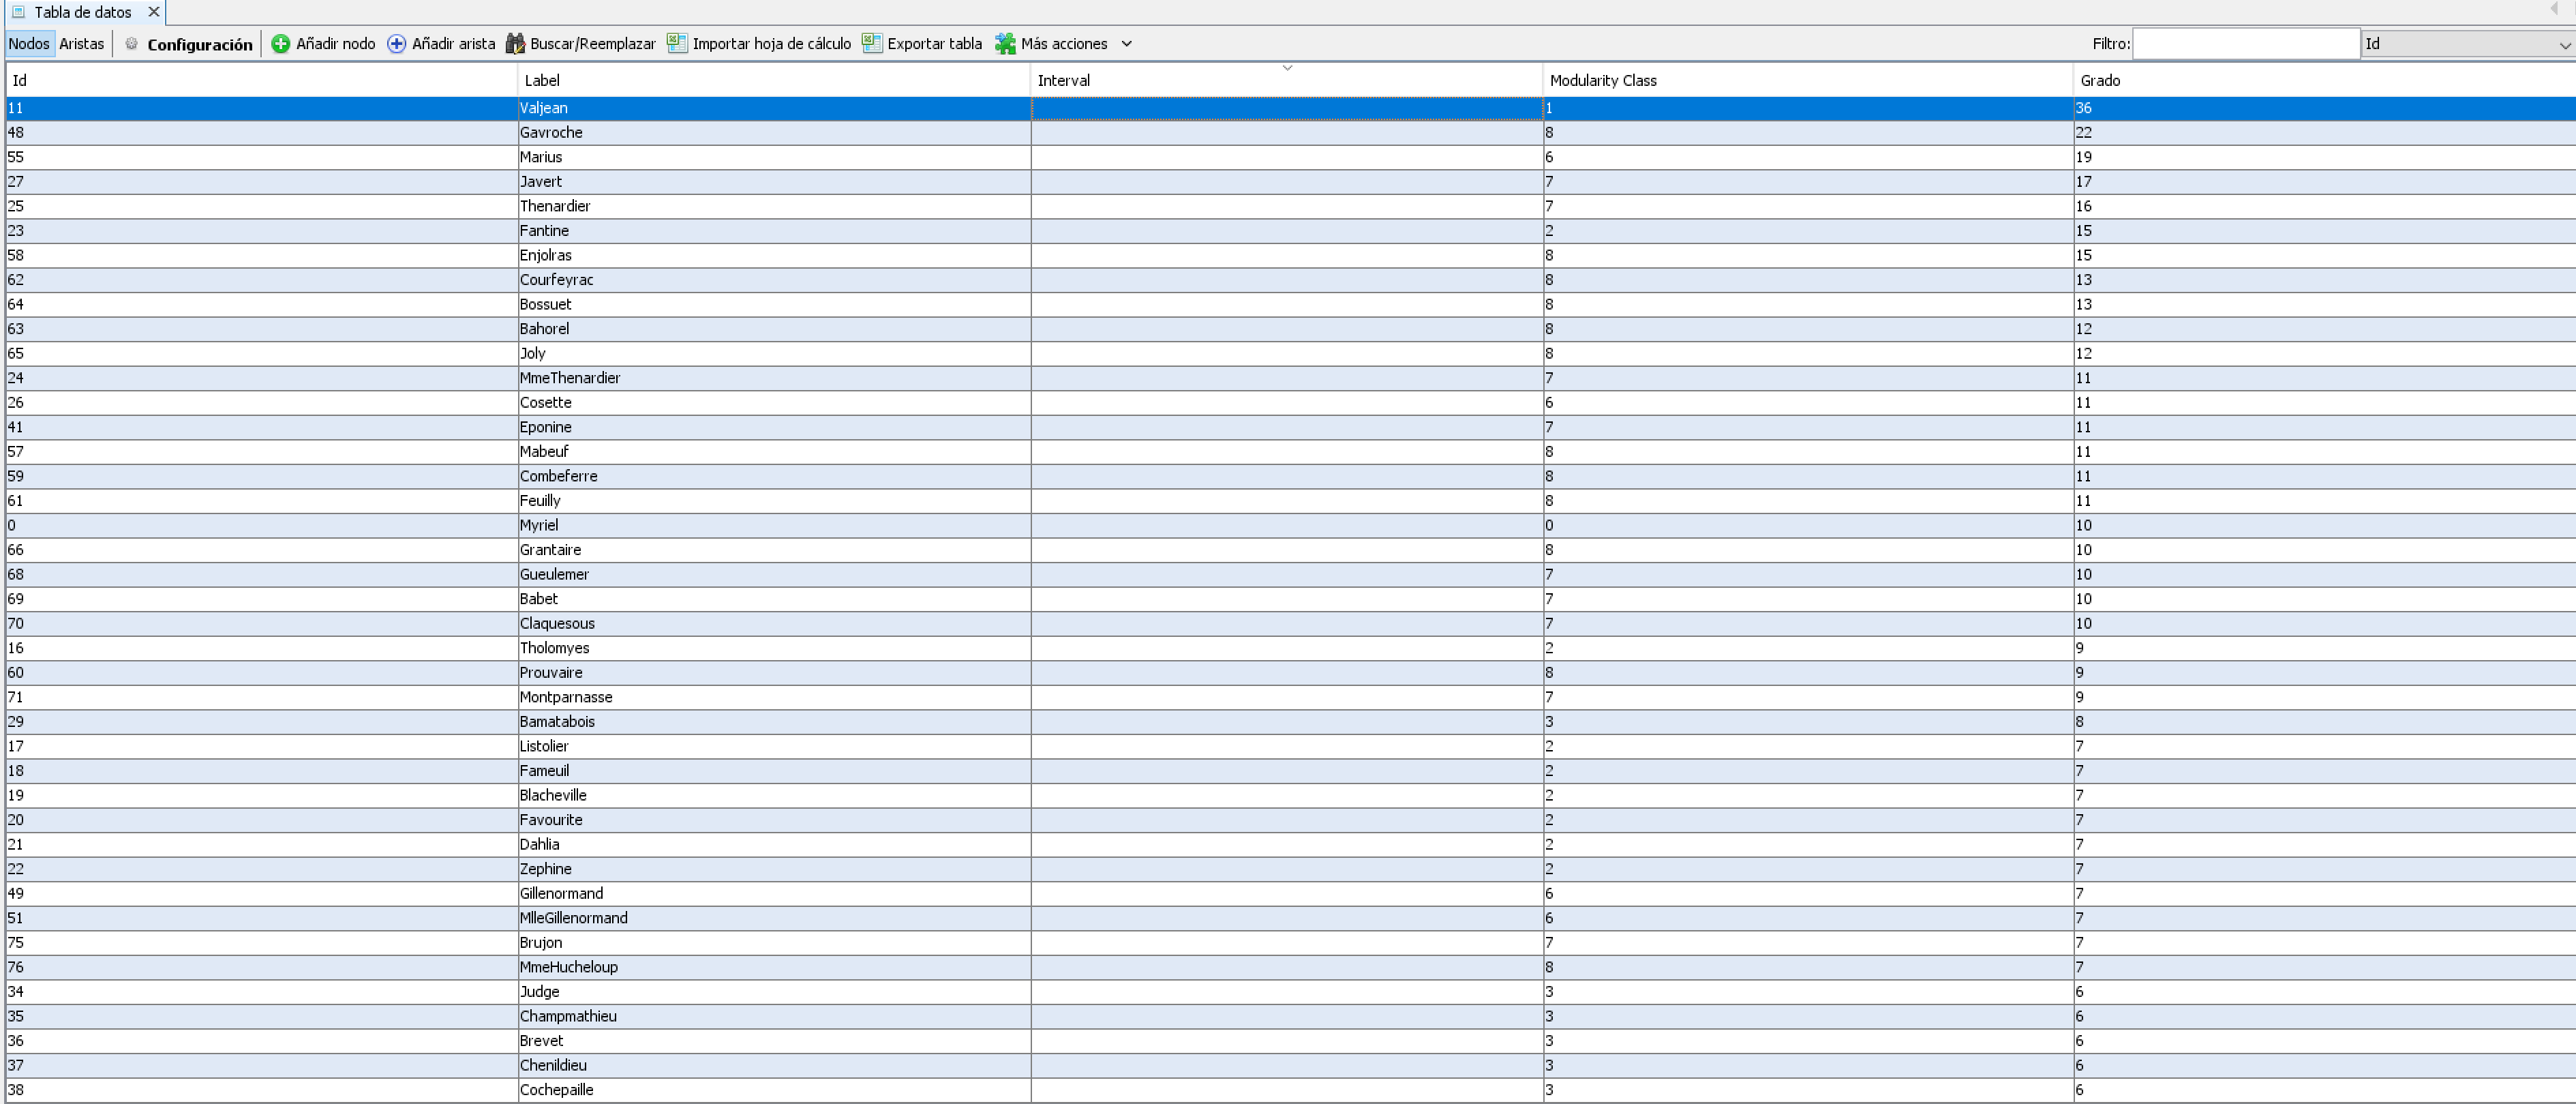 Tabla de datos
Nodos Aristas Configuración Añadir nodo Añadir arista Buscar/Reemplazar Importar hoja de cálculo Exportar tabla Más acciones Filtro: Id
Id Label Interval Modularity Class Grado
11 Valjean 1 36
48 Gavroche 8 22
55 Marius 6 19
27 Javert 7 17
25 Thenardier 7 16
23 Fantine 2 15
58 Enjolras 8 15
62 Courfeyrac 8 13
64 Bossuet 8 13
63 Bahorel 8 12
65 Joly 8 12
24 MmeThenardier 7 11
26 Cosette 6 11
41 Eponine 7 11
57 Mabeuf 8 11
59 Combeferre 8 11
61 Feuilly 8 11
0 Myriel 0 10
66 Grantaire 8 10
68 Gueulemer 7 10
69 Babet 7 10
70 Claquesous 7 10
16 Tholomyes 2 9
60 Prouvaire 8 9
71 Montparnasse 7 9
29 Bamatabois 3 8
17 Listolier 2 7
18 Fameuil 2 7
19 Blacheville 2 7
20 Favourite 2 7
21 Dahlia 2 7
22 Zephine 2 7
49 Gillenormand 6 7
51 MlleGillenormand 6 7
75 Brujon 7 7
76 MmeHucheloup 8 7
34 Judge 3 6
35 Champmathieu 3 6
36 Brevet 3 6
37 Chenildieu 3 6
38 Cochepaille 3 6